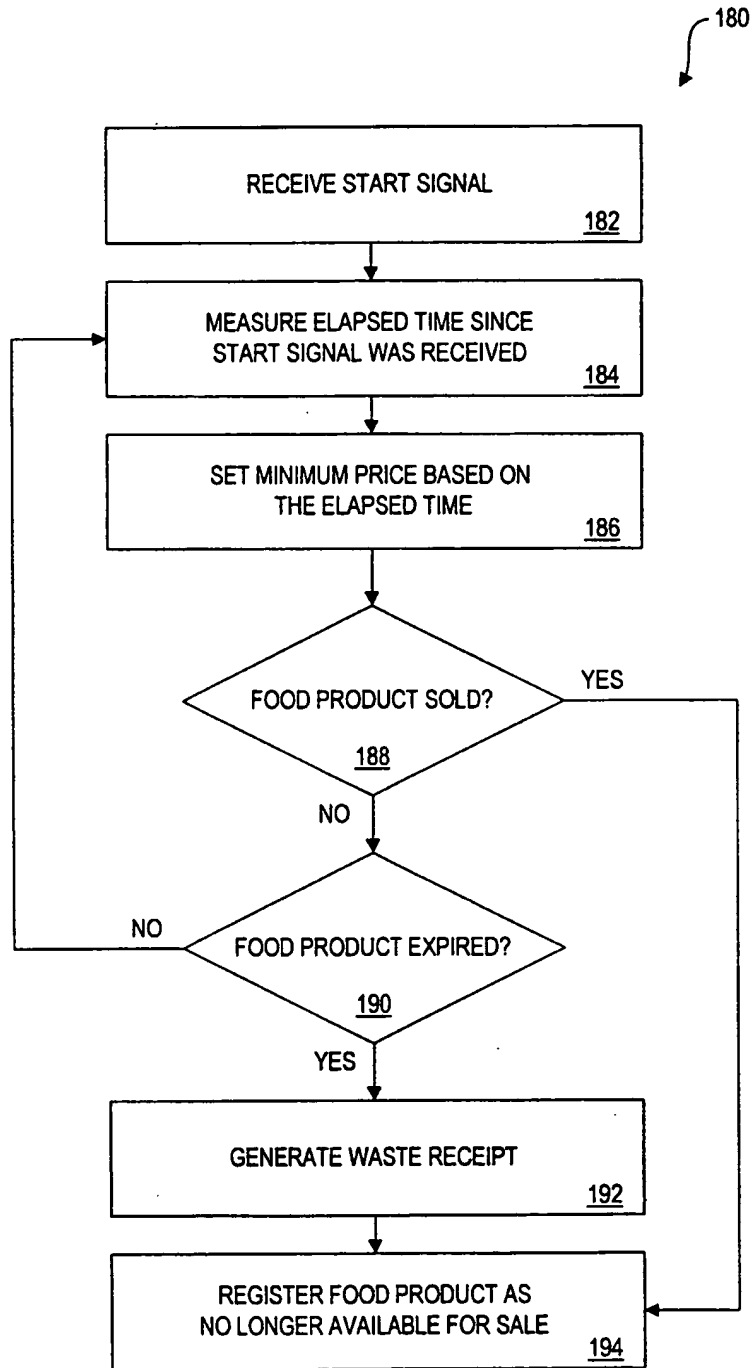 180
RECEIVE START SIGNAL
182
MEASURE ELAPSED TIME SINCE
START SIGNAL WAS RECEIVED
184
SET MINIMUM PRICE BASED ON
THE ELAPSED TIME
186
FOOD PRODUCT SOLD?
188
YES
NO
FOOD PRODUCT EXPIRED?
190
NO
YES
GENERATE WASTE RECEIPT
192
REGISTER FOOD PRODUCT AS
NO LONGER AVAILABLE FOR SALE
194